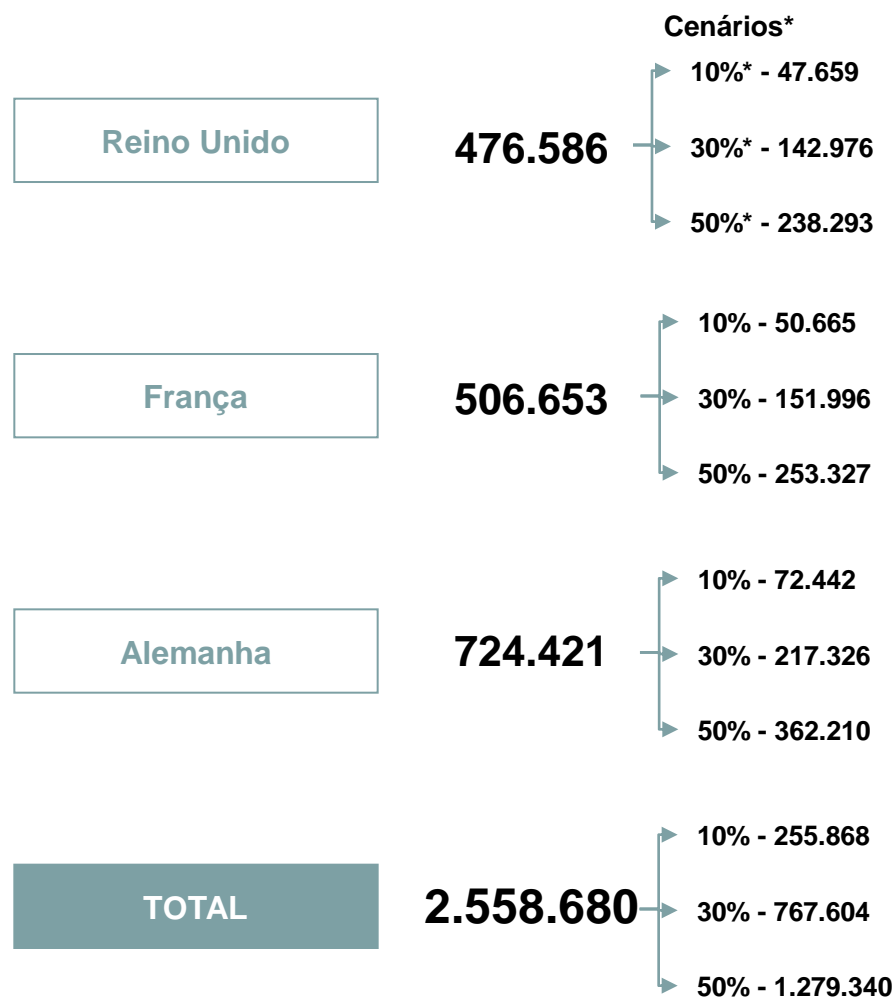 Cenários*
10%* - 47.659
Reino Unido
476.586
30%* - 142.976
50%* - 238.293
10% - 50.665
França
506.653
30% - 151.996
50% - 253.327
10% - 72.442
Alemanha
724.421
30% - 217.326
50% - 362.210
10% - 255.868
TOTAL
2.558.680
30% - 767.604
50% - 1.279.340